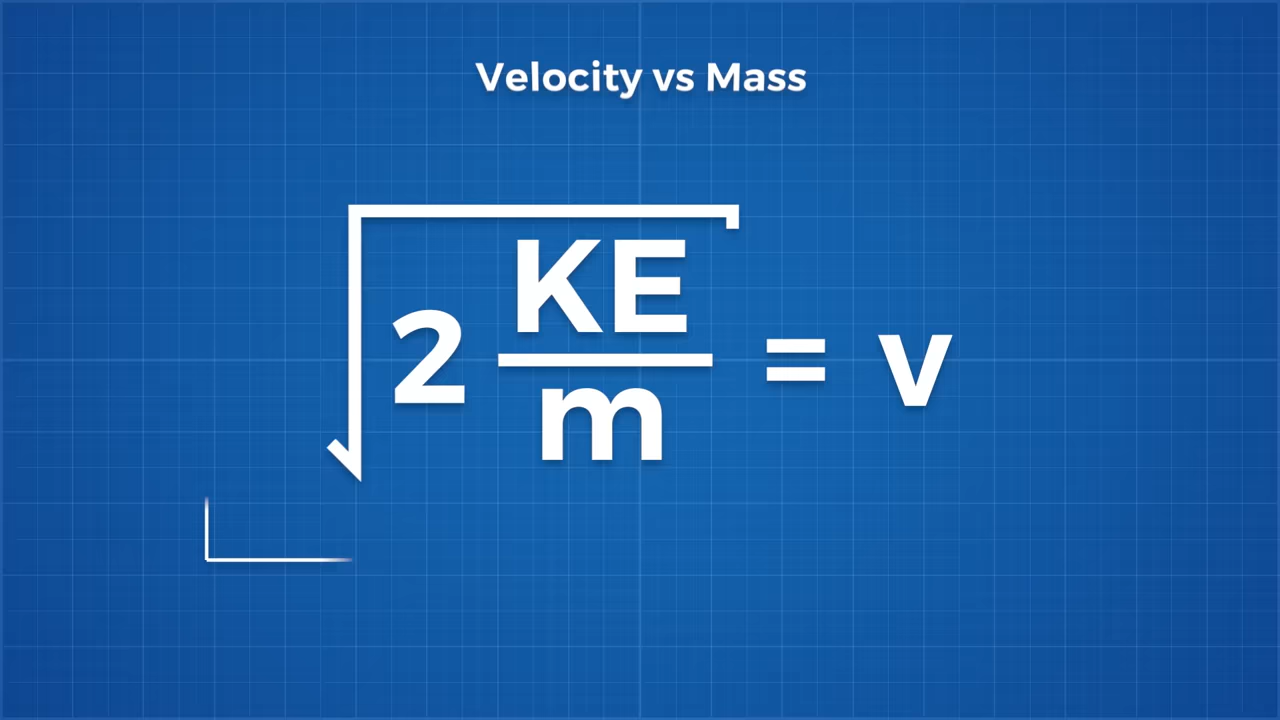 Velocity vs Mass
√2 KE/m = v